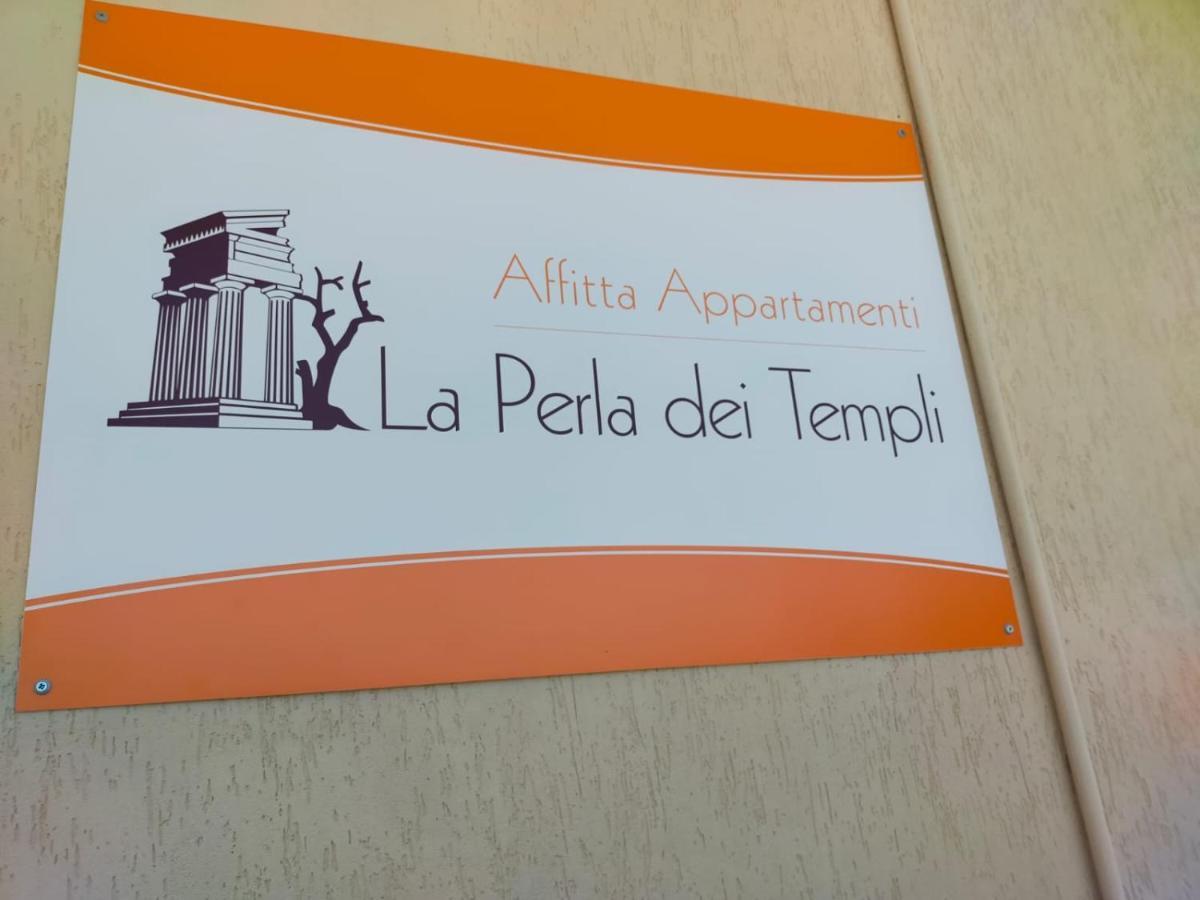 Affitta Appartamenti
La Perla dei Templi